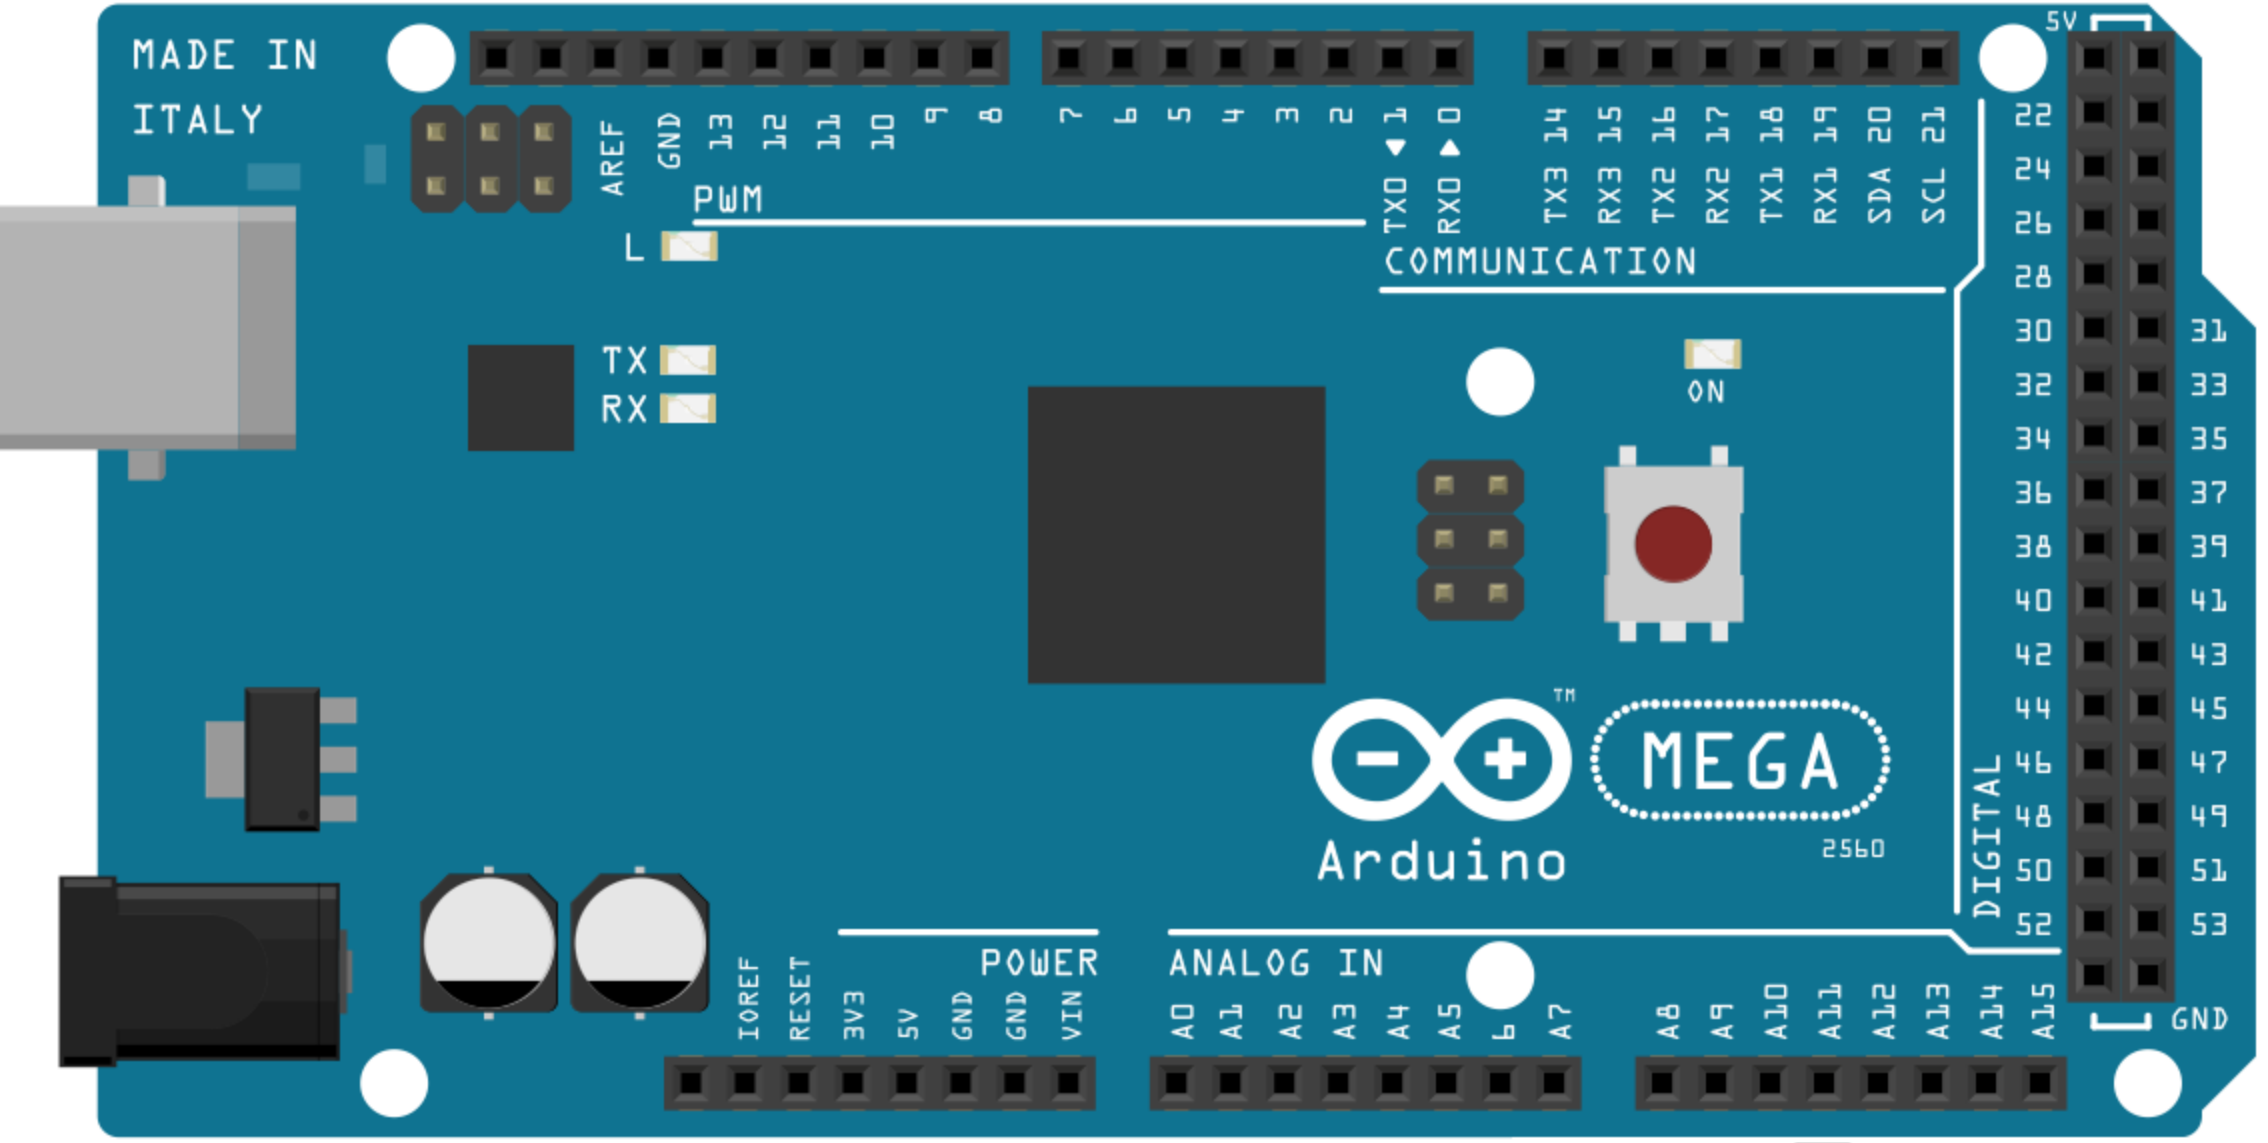 MADE IN
ITALY
5V
AREF
GND
13
12
11
10
9
8
7
6
5
4
3
2
TX0 ◀ 1
RX0 ▶ 0
TX3 14
RX3 15
TX2 16
RX2 17
TX1 18
RX1 19
SDA 20
SCL 21
PWM
L
COMMUNICATION
TX
RX
ON
22
24
26
28
30 31
32 33
34 35
36 37
38 39
40 41
42 43
44 45
46 47
48 49
50 51
52 53
DIGITAL
TM
MEGA
2560
Arduino
POWER
ANALOG IN
IOREF
RESET
3V3
5V
GND
GND
VIN
A0
A1
A2
A3
A4
A5
6
A7
A8
A9
A10
A11
A12
A13
A14
A15
GND